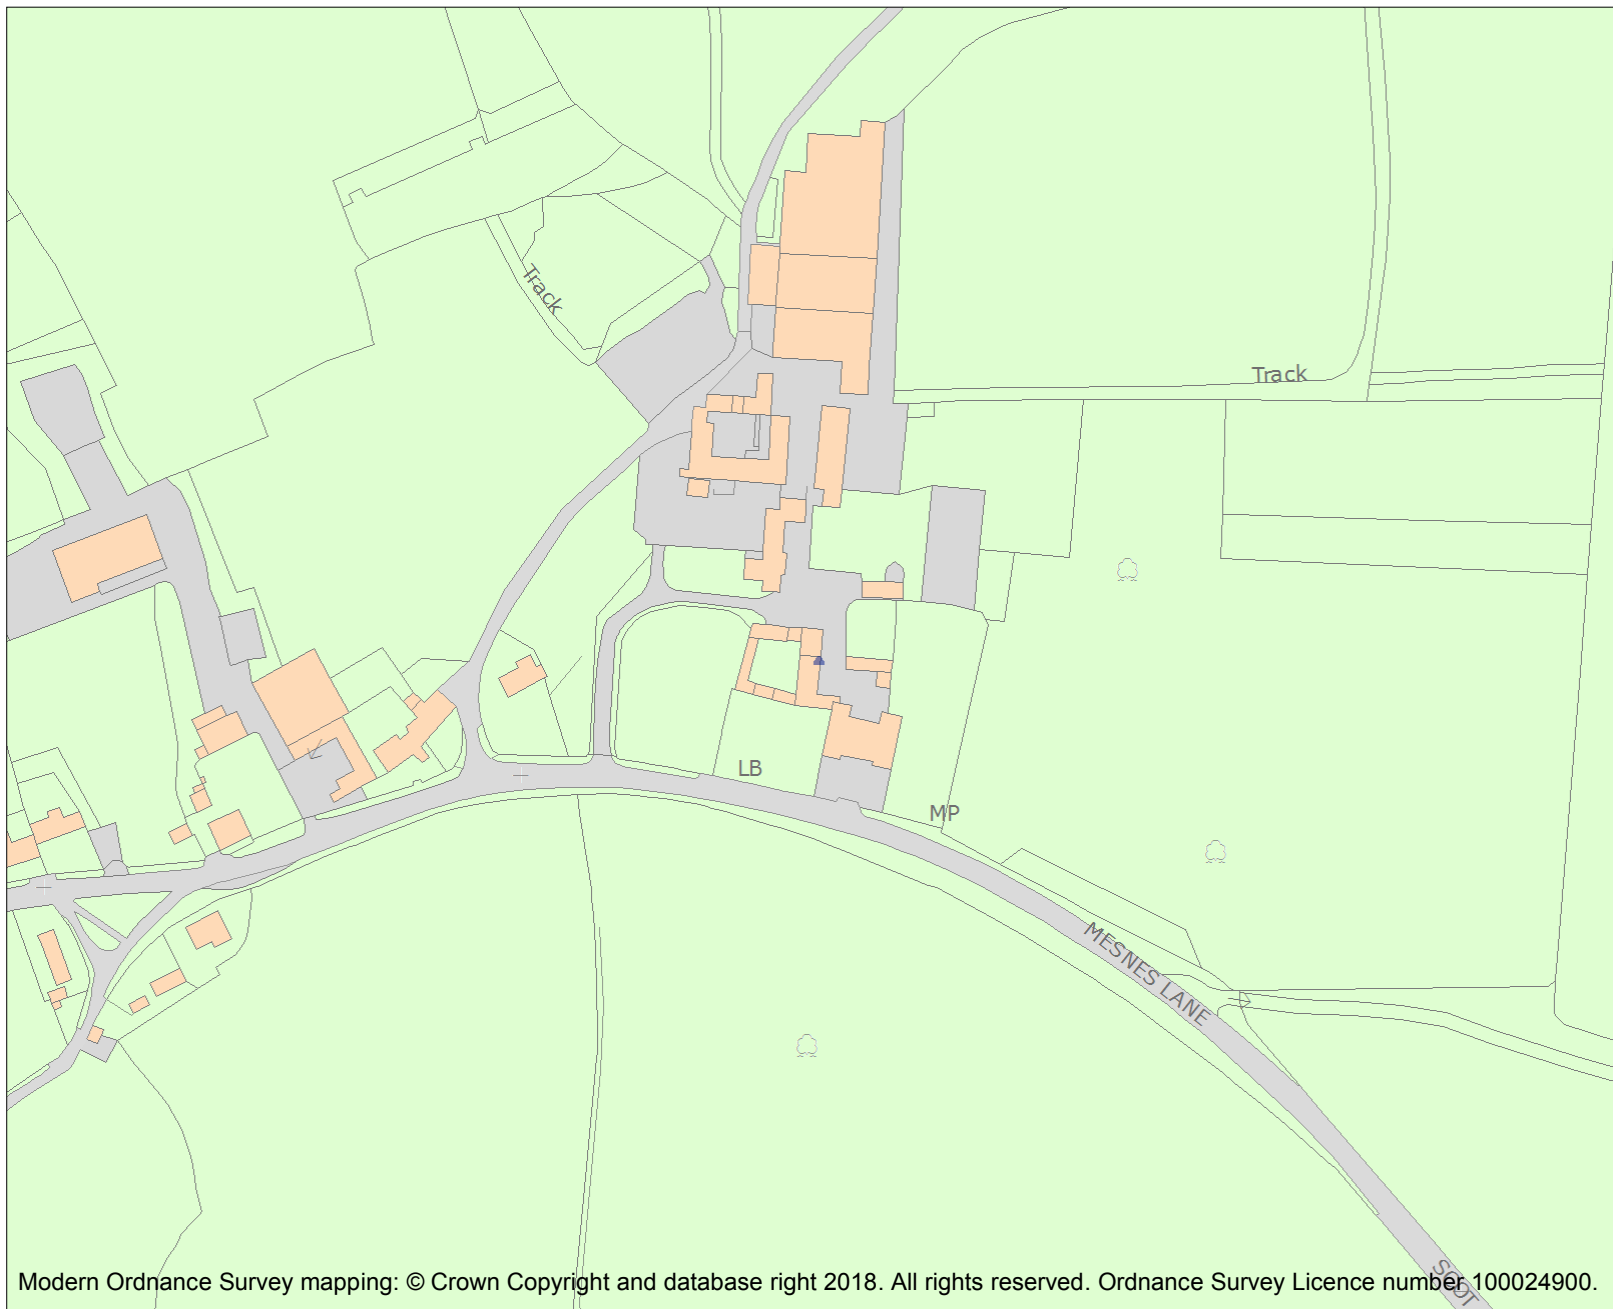 Track
Track
LB
MP
MESNES LANE
SCOT
Modern Ordnance Survey mapping: © Crown Copyright and database right 2018. All rights reserved. Ordnance Survey Licence number 100024900.